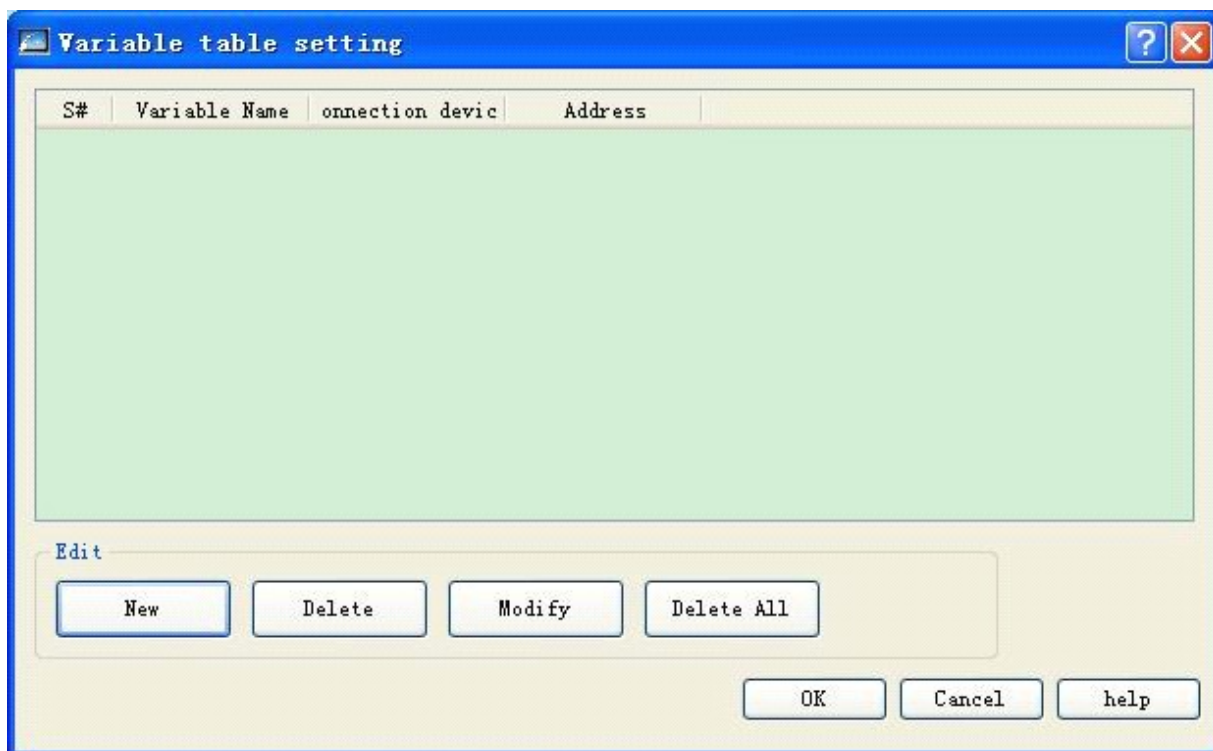 Variable table setting
?
S# Variable Name onnection devic Address
Edit
New Delete Modify Delete All
OK Cancel help